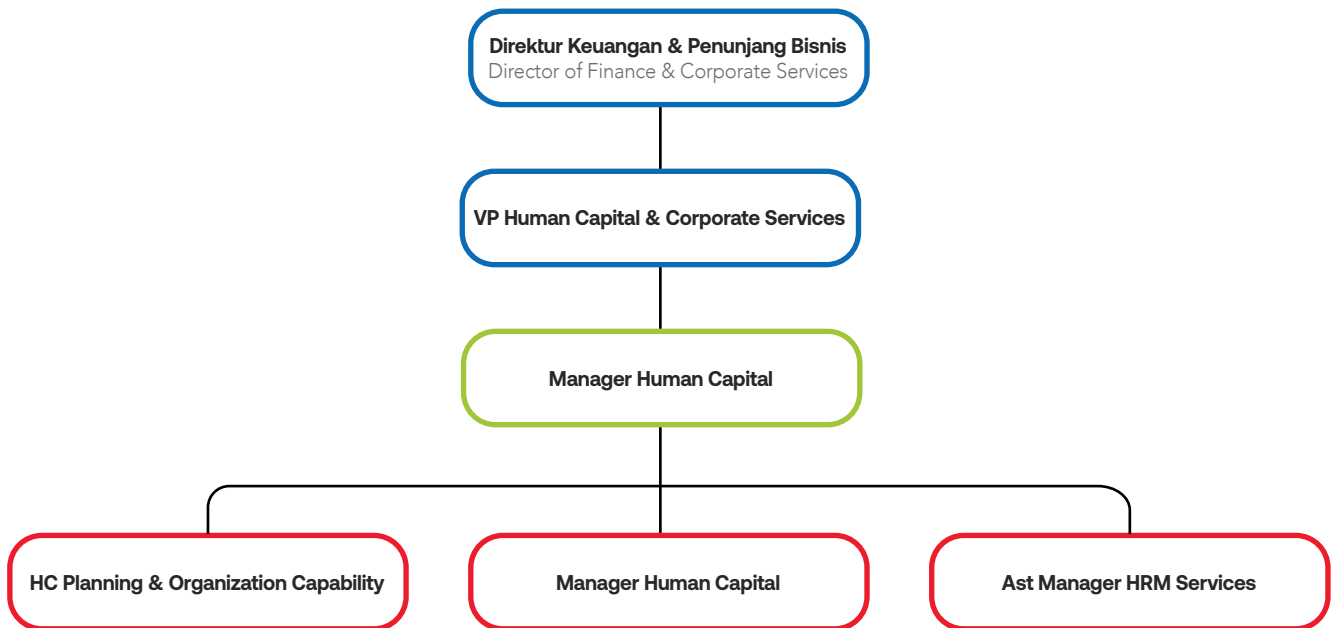 Direktur Keuangan & Penunjang Bisnis
Director of Finance & Corporate Services
VP Human Capital & Corporate Services
Manager Human Capital
HC Planning & Organization Capability
Manager Human Capital
Ast Manager HRM Services